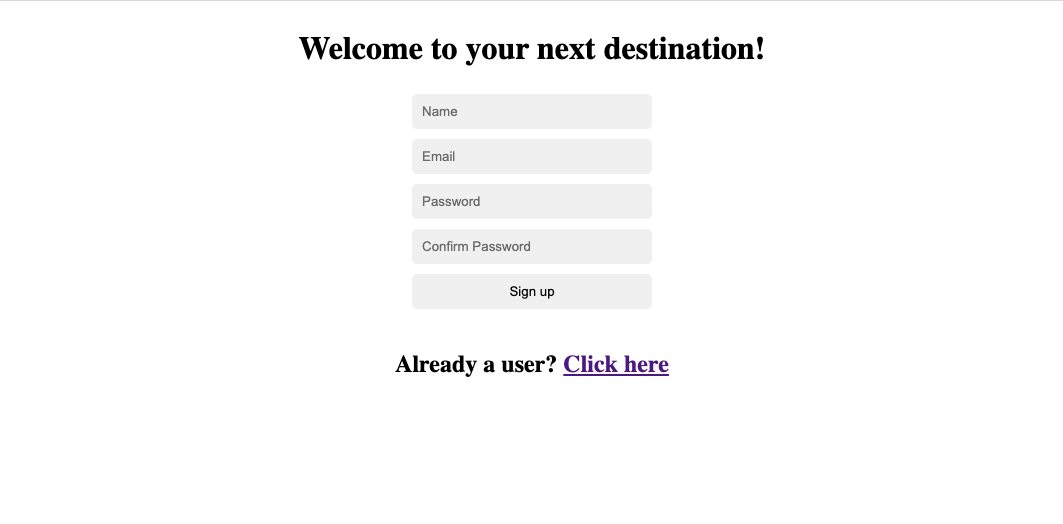 Welcome to your next destination!
Name
Email
Password
Confirm Password
Sign up
Already a user? Click here